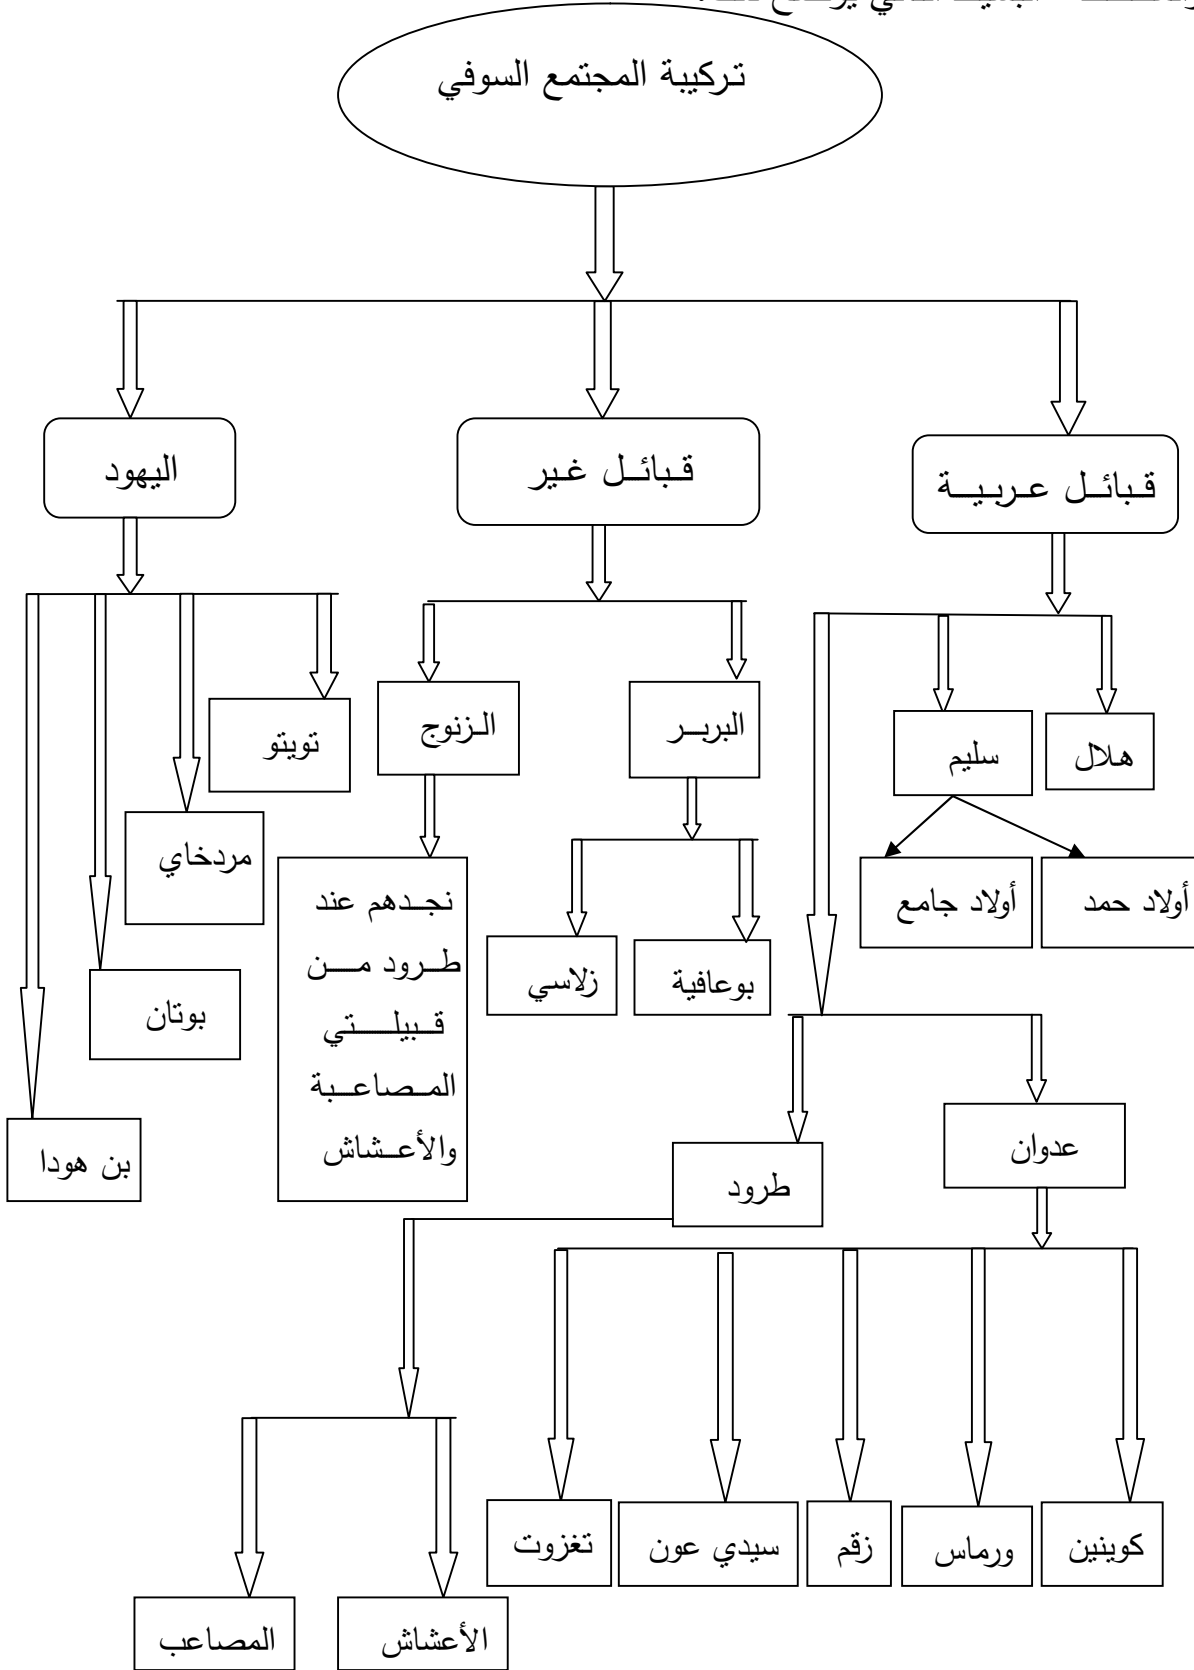 تركيبة المجتمع السوفي
قبائل عربية
قبائل غير
اليهود
هلال
سليم
أولاد حمد
أولاد جامع
البربر
الزنوج
بوعافية
زلاسي
نجدهم عند
طرود من
قبيلتي
المصاعبة
والأعشاش
تويتو
مردخاي
بوتان
بن هودا
عدوان
طرود
كوينين
ورماس
زقم
سيدي عون
تغزوت
الأعشاش
المصاعب